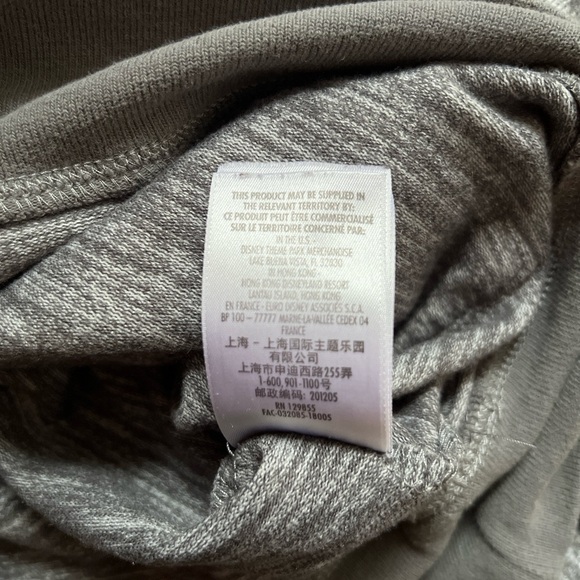 THIS PRODUCT MAY BE SUPPLIED IN
THE RELEVANT TERRITORY BY:
CE PRODUIT PEUT ÊTRE COMMERCIALISÉ
SUR LE TERRITOIRE CONCERNÉ PAR:
IN THE U.S. -
DISNEY THEME PARK MERCHANDISE
LAKE BUENA VISTA, FL 32830
IN HONG KONG -
HONG KONG DISNEYLAND RESORT
LANTAU ISLAND, HONG KONG
EN FRANCE - EURO DISNEY ASSOCIÉS S.C.A.
BP 100 - 77777 MARNE-LA-VALLÉE CEDEX 04
FRANCE
上海 - 上海国际主题乐园
有限公司
上海市申迪西路255弄
1-600, 901-1100号
邮政编码: 201205
RN 129855
FAC-032085-18005